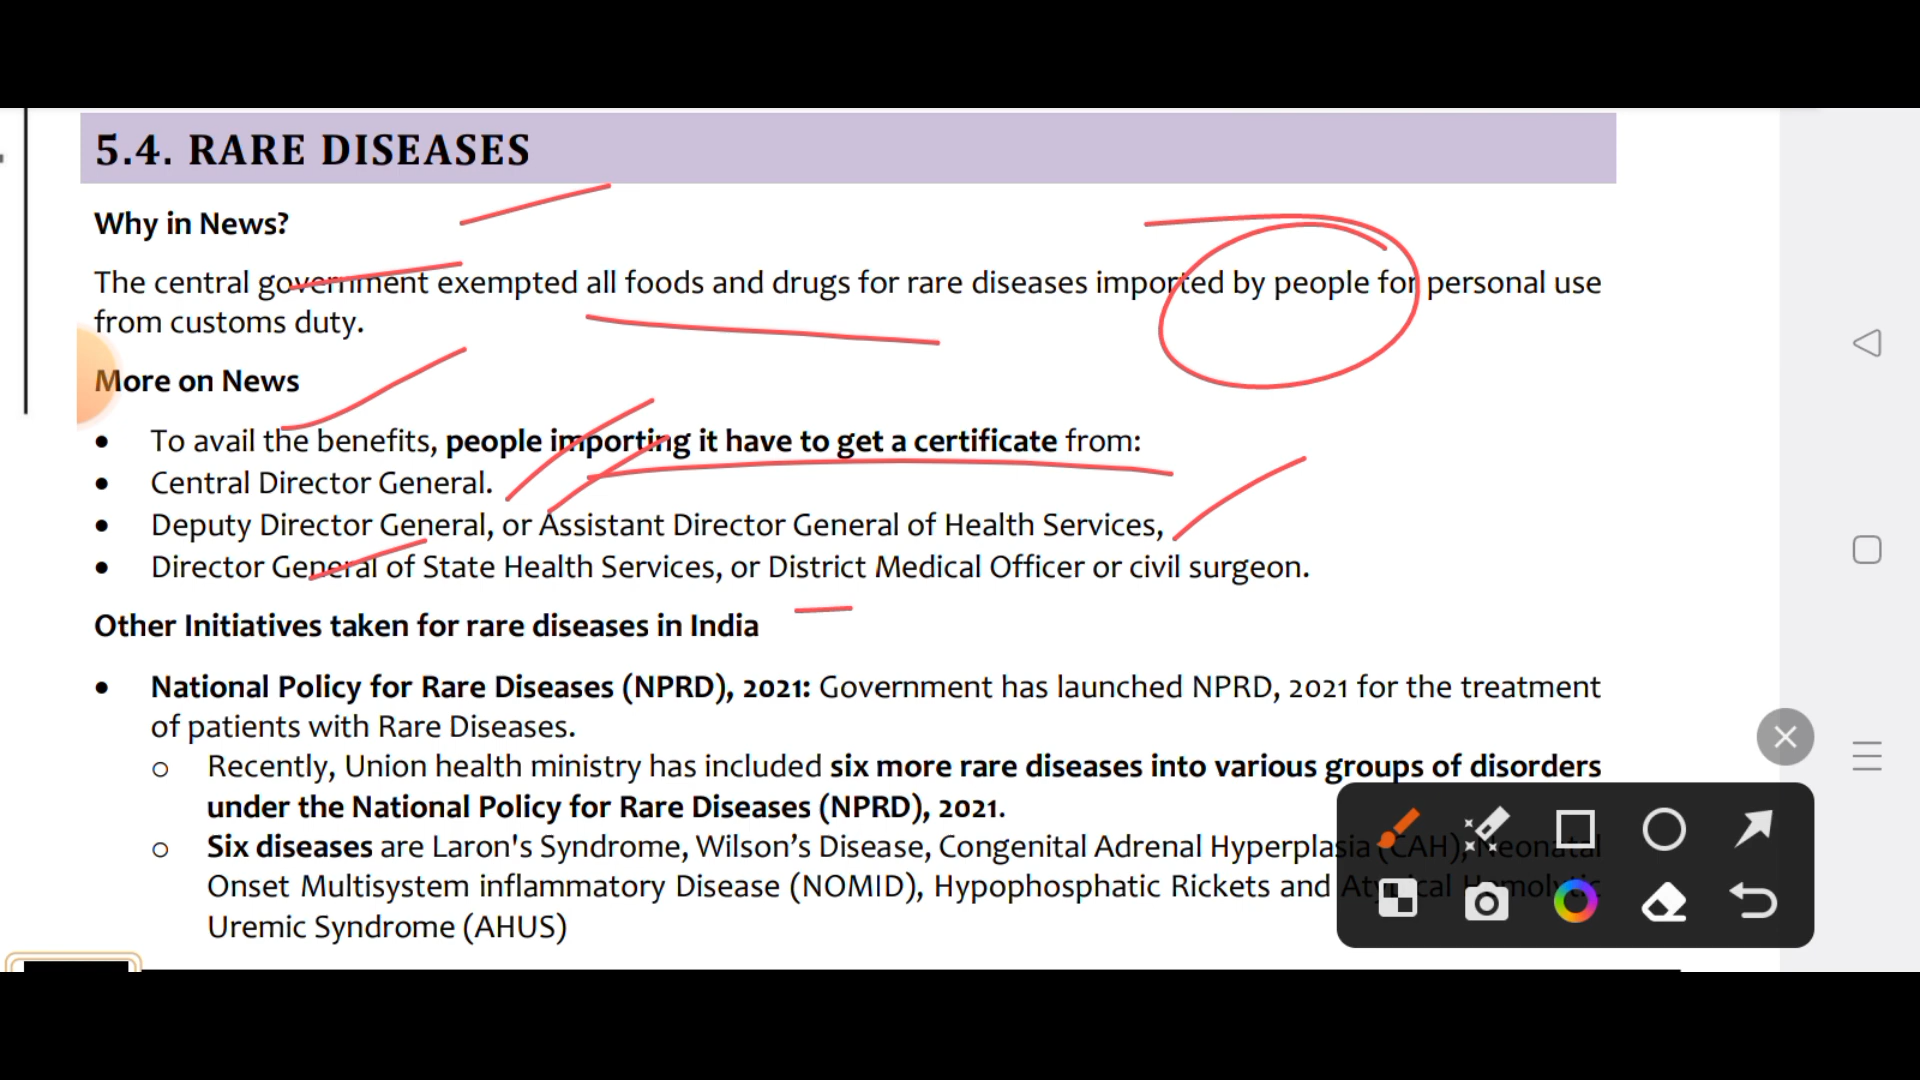 5.4. RARE DISEASES
Why in News?
The central government exempted all foods and drugs for rare diseases imported by people for personal use
from customs duty.
More on News
• To avail the benefits, people importing it have to get a certificate from:
• Central Director General.
• Deputy Director General, or Assistant Director General of Health Services,
• Director General of State Health Services, or District Medical Officer or civil surgeon.
Other Initiatives taken for rare diseases in India
• National Policy for Rare Diseases (NPRD), 2021: Government has launched NPRD, 2021 for the treatment
of patients with Rare Diseases.
o Recently, Union health ministry has included six more rare diseases into various groups of disorders
under the National Policy for Rare Diseases (NPRD), 2021.
o Six diseases are Laron's Syndrome, Wilson’s Disease, Congenital Adrenal Hyperplasia (CAH), Neonatal
Onset Multisystem inflammatory Disease (NOMID), Hypophosphatic Rickets and Atypical Hemolytic
Uremic Syndrome (AHUS)